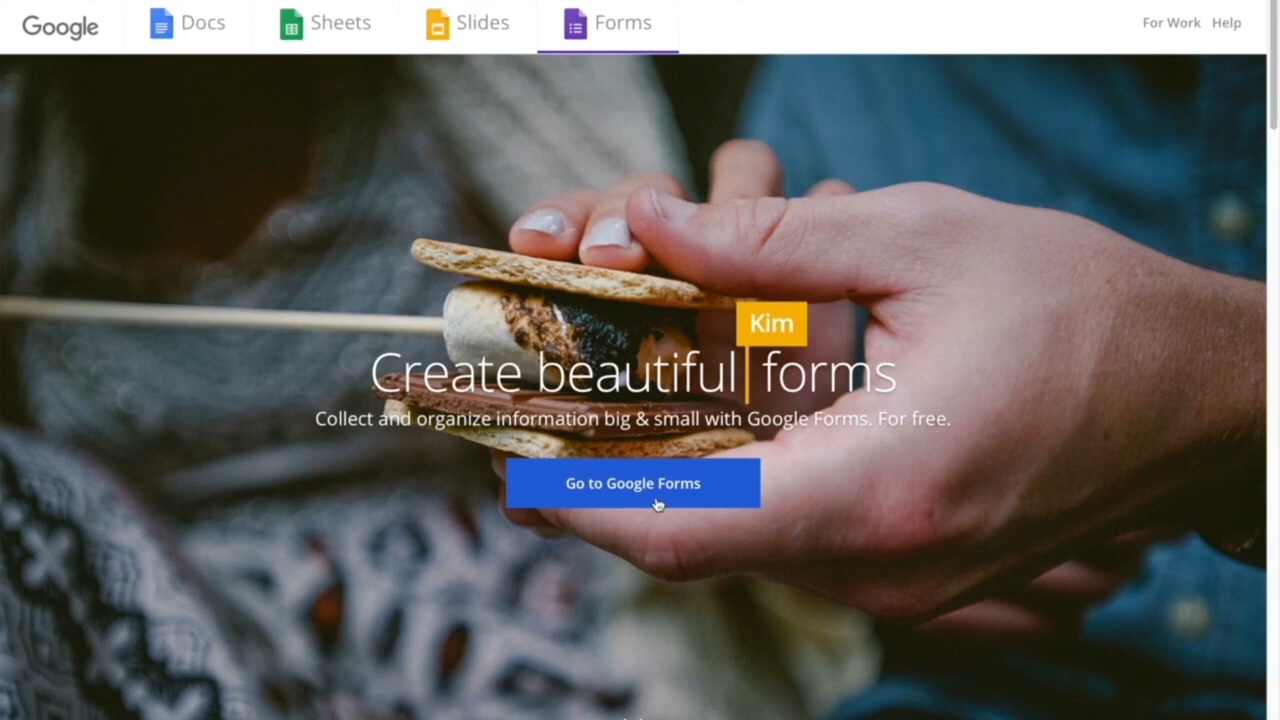 Google Docs Sheets Slides Forms For Work Help
Kim
Create beautiful forms
Collect and organize information big & small with Google Forms. For free.
Go to Google Forms